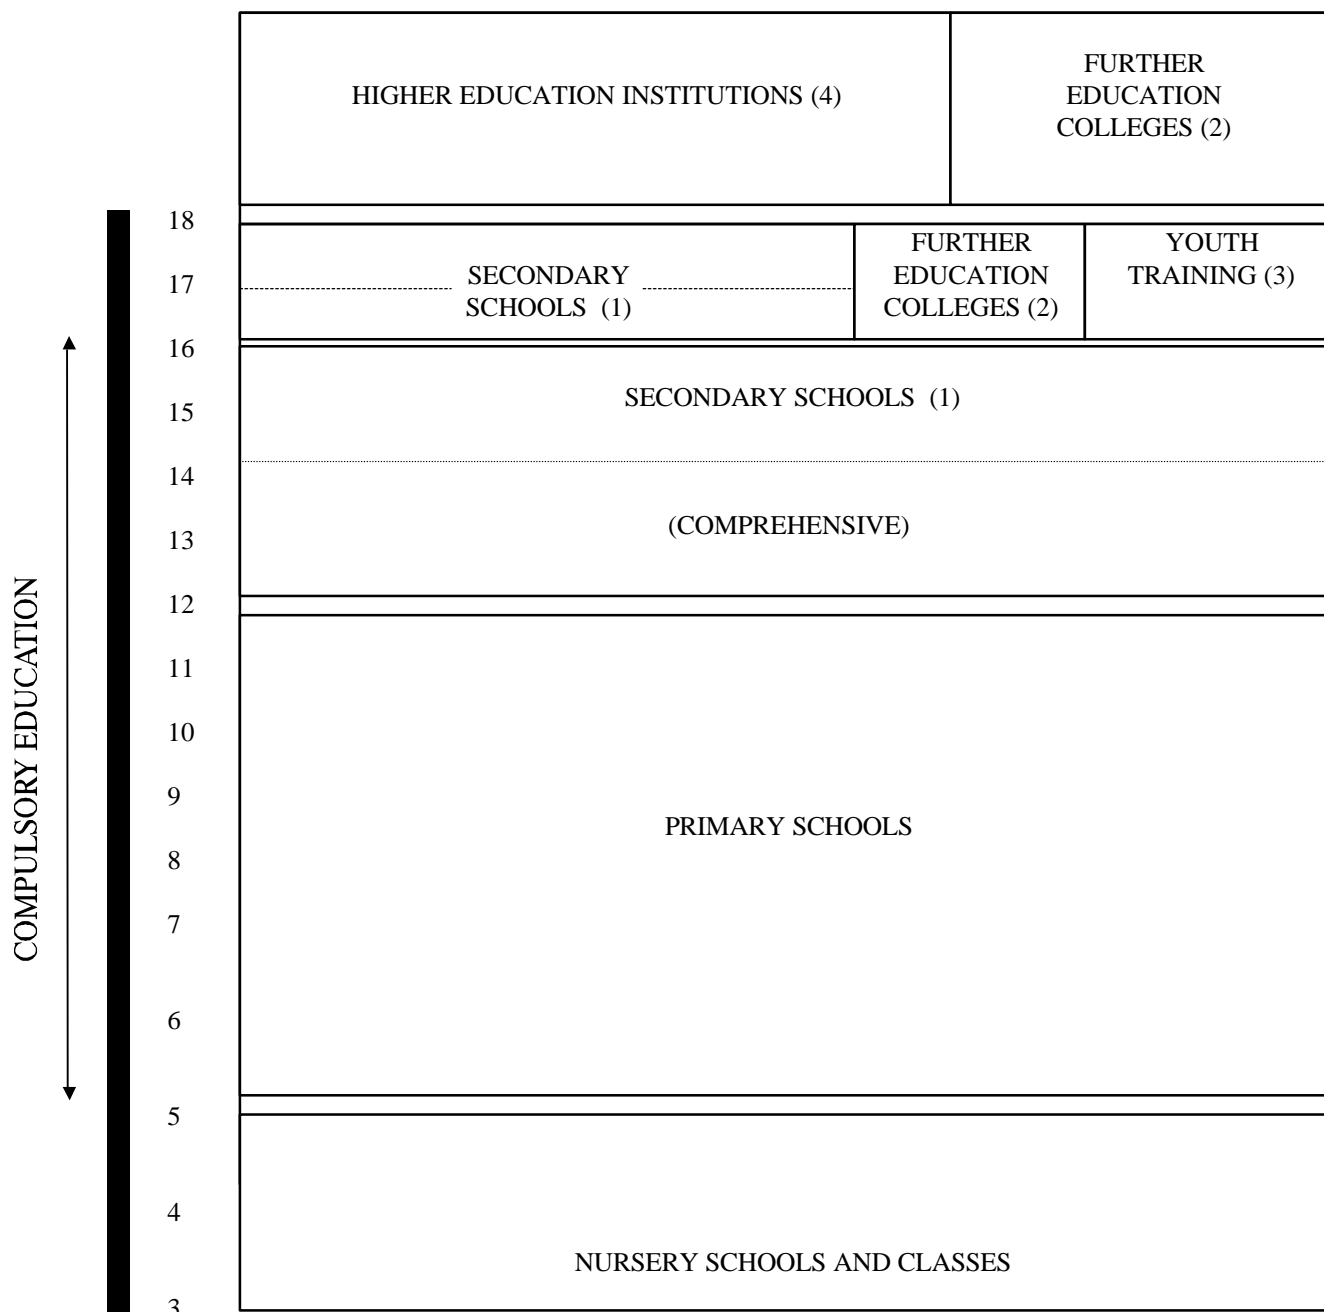 HIGHER EDUCATION INSTITUTIONS (4)
FURTHER
EDUCATION
COLLEGES (2)
18
17
SECONDARY
SCHOOLS (1)
FURTHER
EDUCATION
COLLEGES (2)
YOUTH
TRAINING (3)
16
15
SECONDARY SCHOOLS (1)
14
13
(COMPREHENSIVE)
12
11
10
9
8
7
6
PRIMARY SCHOOLS
COMPULSORY EDUCATION
5
4
NURSERY SCHOOLS AND CLASSES
3